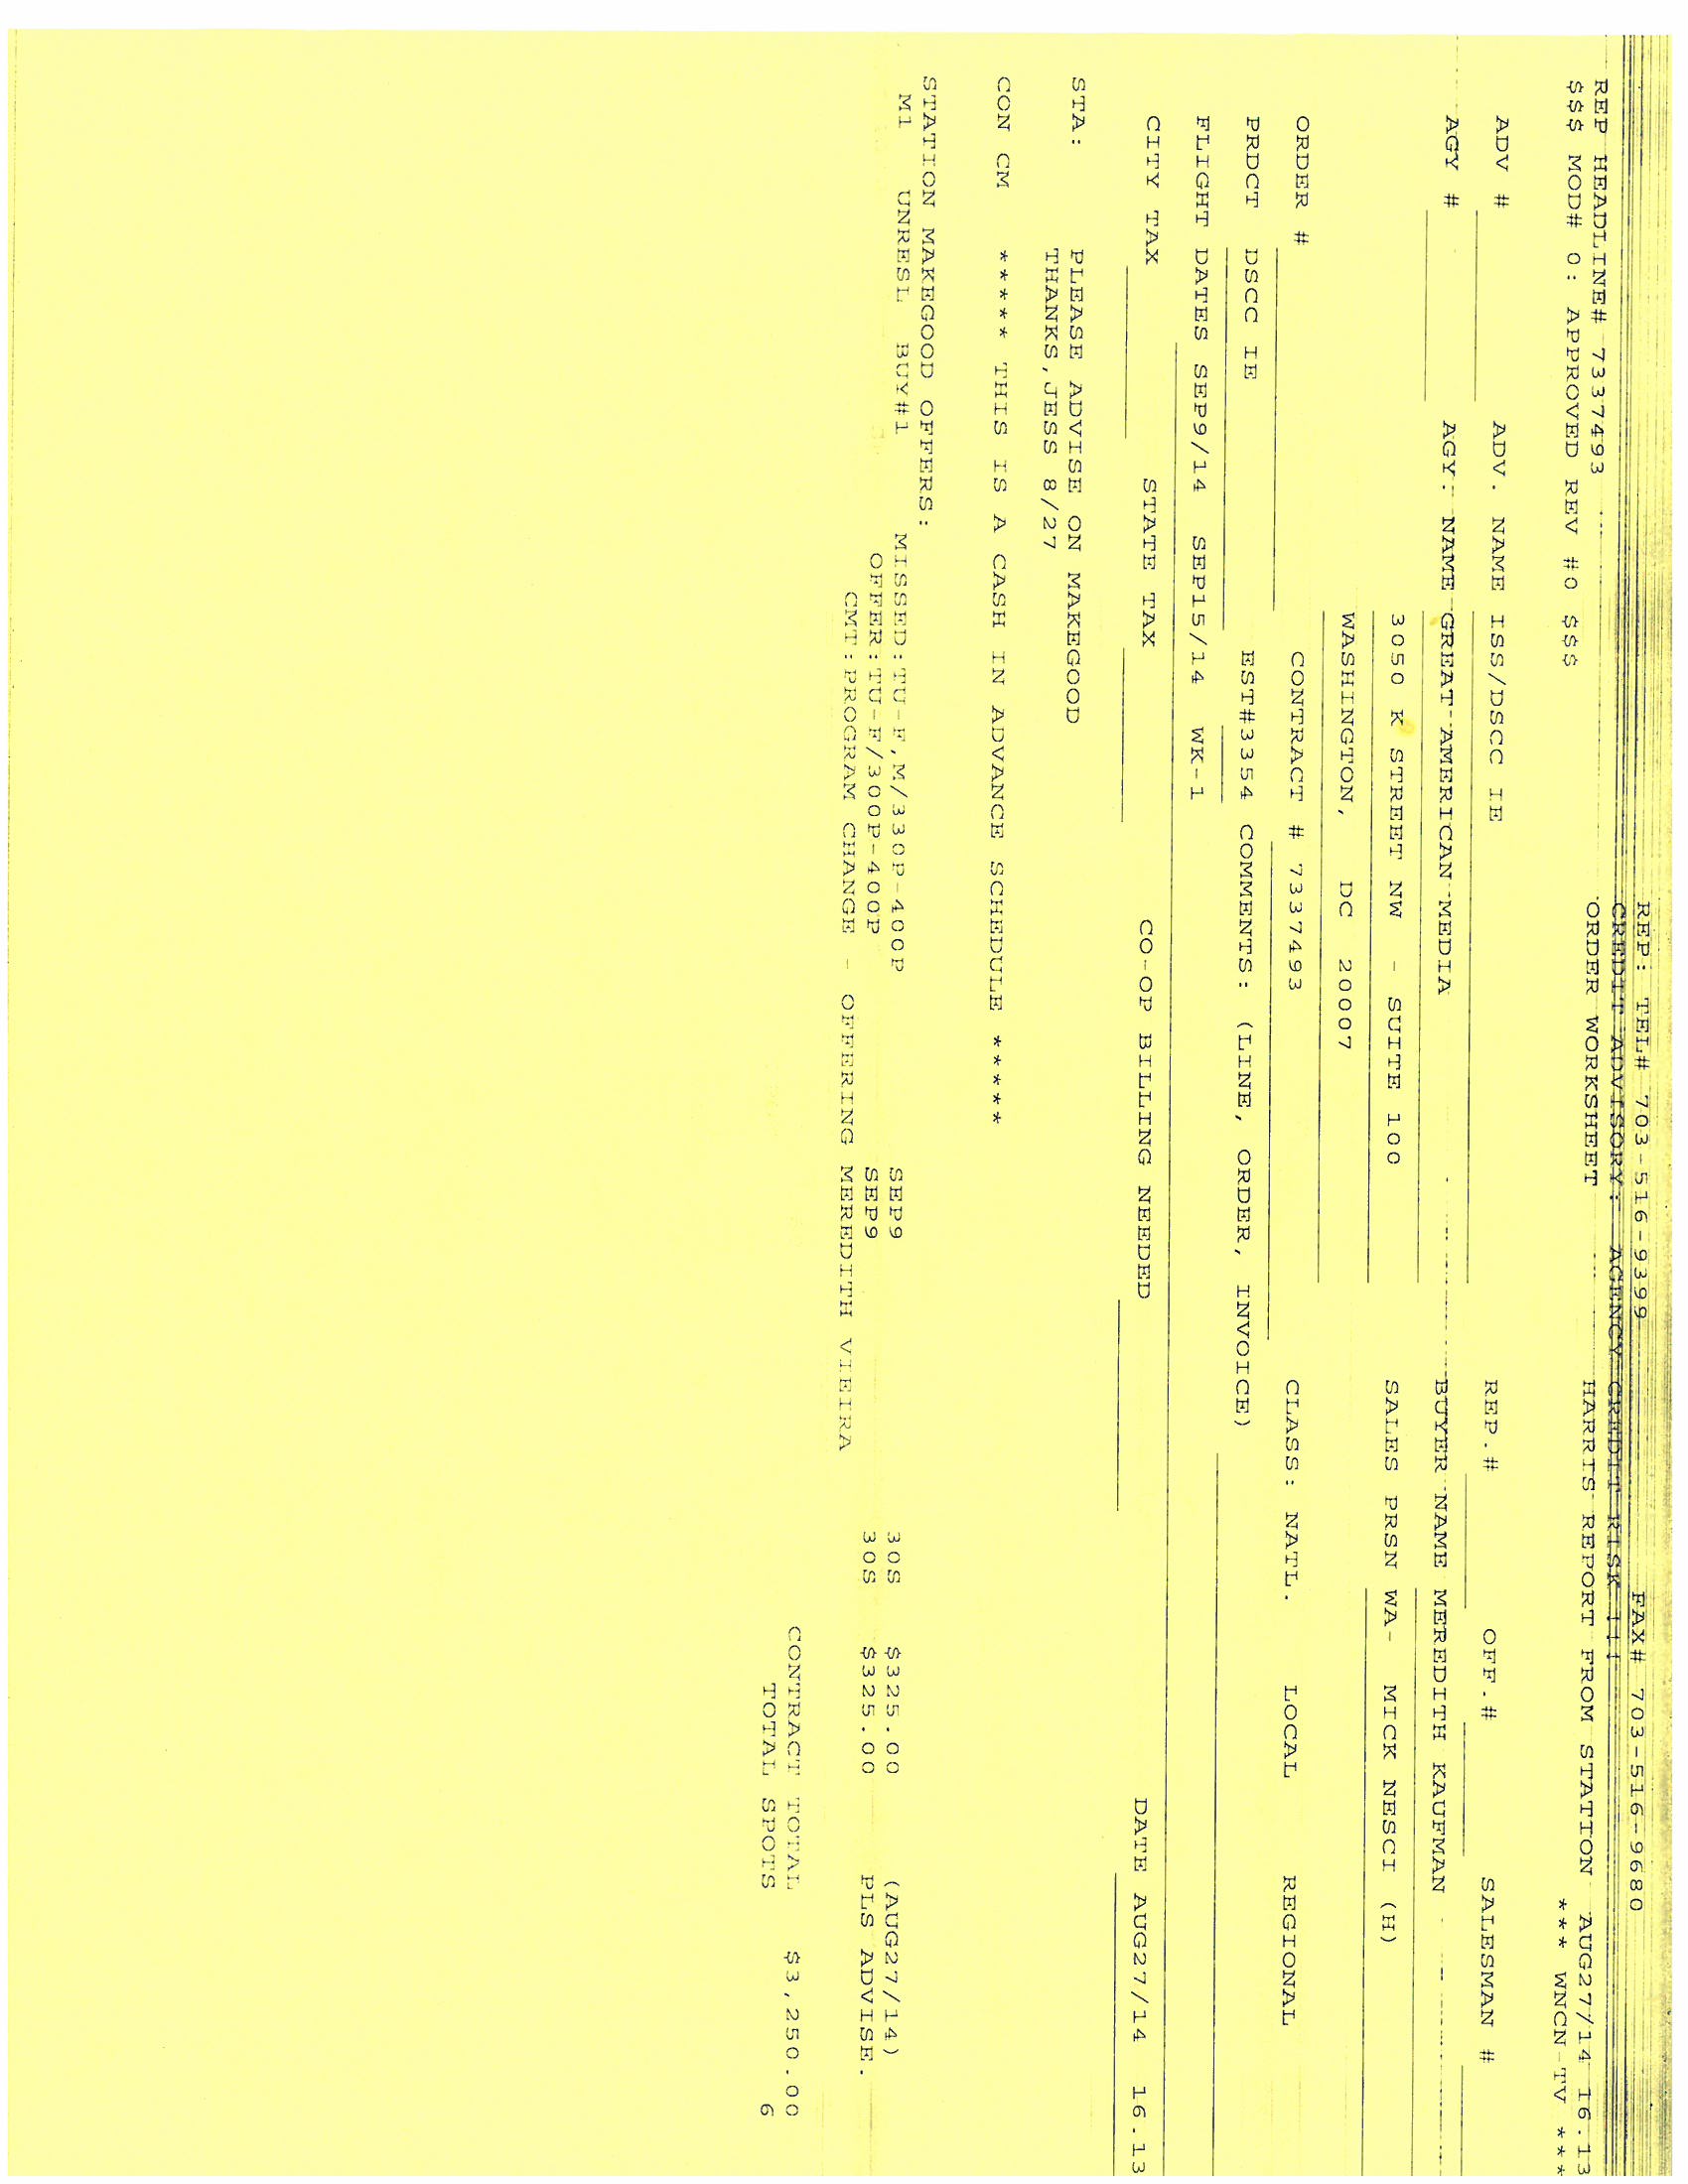 REP: TEL# 703-516-9399 FAX# 703-516-9680
CREDIT ADVISORY: AGENCY CREDIT RISK !!!
REP HEADLINE# 7337493 ORDER WORKSHEET HARRIS REPORT FROM STATION AUG27/14 16.13
$$$ MOD# 0: APPROVED REV #0 $$$ *** WNCN-TV ***
ADV # ADV. NAME ISS/DSCC IE REP.# OFF.# SALESMAN #
AGY # AGY: NAME GREAT AMERICAN MEDIA BUYER NAME MEREDITH KAUFMAN
3050 K STREET NW - SUITE 100 SALES PRSN WA- MICK NESCI (H)
WASHINGTON, DC 20007
ORDER # CONTRACT # 7337493 CLASS: NATL. LOCAL REGIONAL
PRDCT DSCC IE EST#3354 COMMENTS: (LINE, ORDER, INVOICE)
FLIGHT DATES SEP9/14 SEP15/14 WK-1
CITY TAX STATE TAX CO-OP BILLING NEEDED DATE AUG27/14 16.13
STA: PLEASE ADVISE ON MAKEGOOD
THANKS,JESS 8/27
CON CM ***** THIS IS A CASH IN ADVANCE SCHEDULE *****
STATION MAKEGOOD OFFERS:
M1 UNRESL BUY#1 MISSED:TU-F,M/330P-400P SEP9 30S $325.00 (AUG27/14)
OFFER:TU-F/300P-400P SEP9 30S $325.00 PLS ADVISE.
CMT:PROGRAM CHANGE - OFFERING MEREDITH VIEIRA
CONTRACT TOTAL $3,250.00
TOTAL SPOTS 6